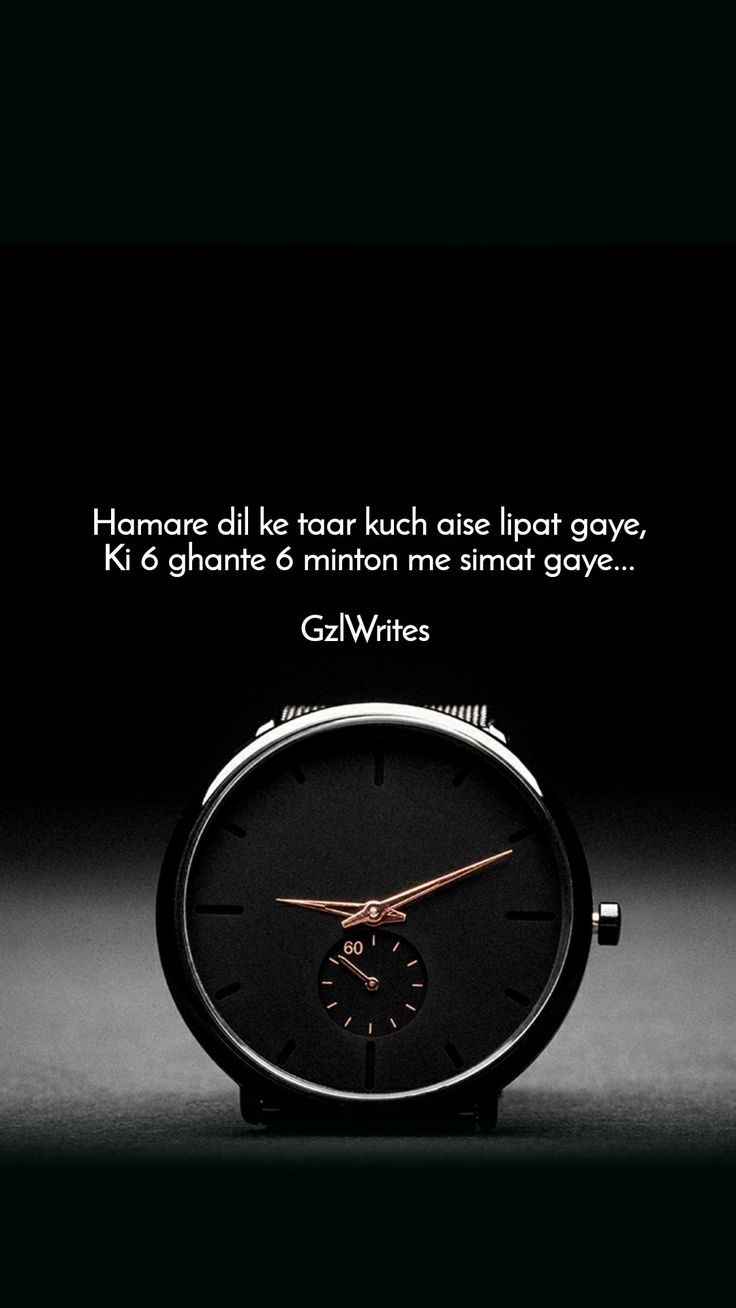 Hamare dil ke taar kuch aise lipat gaye,
Ki 6 ghante 6 minton me simat gaye...
GzlWrites
60